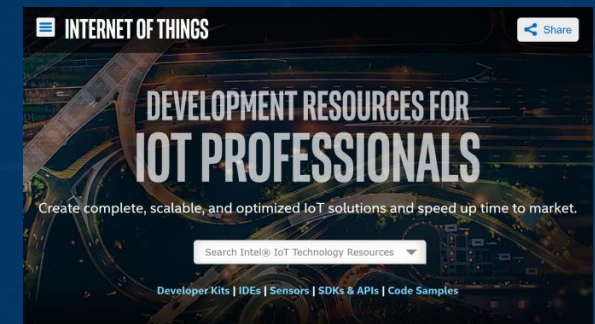 INTERNET OF THINGS
Share
DEVELOPMENT RESOURCES FOR
IOT PROFESSIONALS
Create complete, scalable, and optimized IoT solutions and speed up time to market.
Search Intel® IoT Technology Resources
Developer Kits | IDEs | Sensors | SDKs & APIs | Code Samples